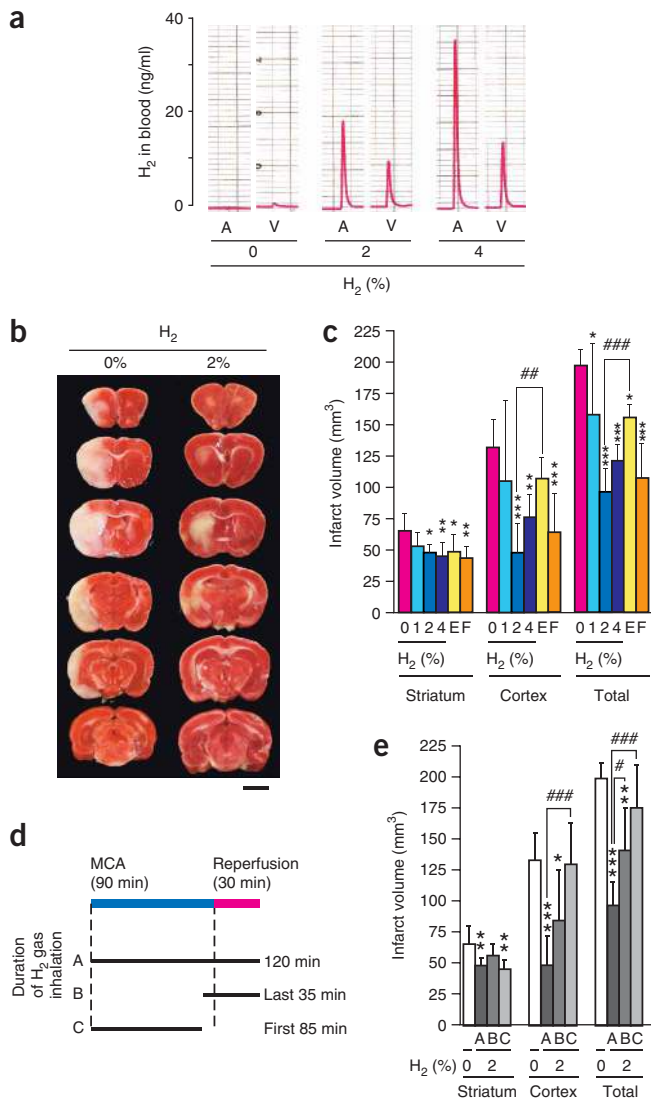 a
H2 in blood (ng/ml)
40
20
0
A V A V A V
0 2 4
H2 (%)
b
H2
0% 2%
c
Infarct volume (mm3)
225
200
175
150
125
100
75
50
25
0
* ** * **
## *** ** ***
* ### *** *** * ***
0 1 2 4 E F 0 1 2 4 E F 0 1 2 4 E F
H2 (%) H2 (%) H2 (%)
Striatum Cortex Total
d
MCA
(90 min)
Reperfusion
(30 min)
Duration
of H2 gas
inhalation
A 120 min
B Last 35 min
C First 85 min
e
Infarct volume (mm3)
225
200
175
150
125
100
75
50
25
0
** **
### *** *
### # *** **
A B C A B C A B C
H2 (%) 0 2 0 2 0 2
Striatum Cortex Total